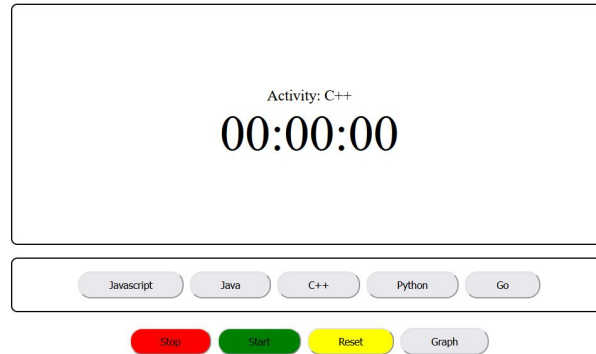 Activity: C++
00:00:00
Javascript Java C++ Python Go
Stop Start Reset Graph